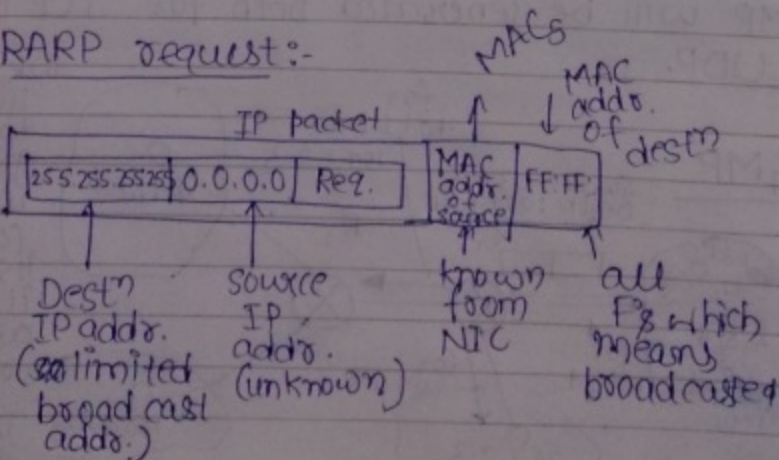 RARP request:-
MACs
MAC
addr.
of
destn
IP packet
255.255.255.255 0.0.0.0 Req.
MAC
addr.
of
source
FF:FF:
Destn
IP addr.
(limited
broadcast
addr.)
source
IP
addr.
(unknown)
known
from
NIC
all
F's which
means
broadcasted